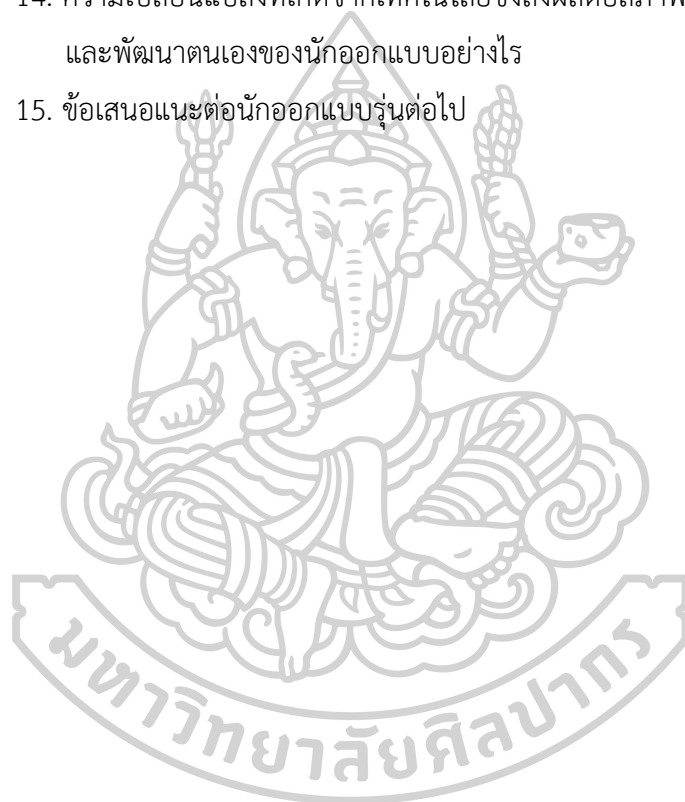 และพัฒนาตนเองของนักออกแบบอย่างไร
15. ข้อเสนอแนะต่อนักออกแบบรุ่นต่อไป
มหาวิทยาลัยศิลปากร